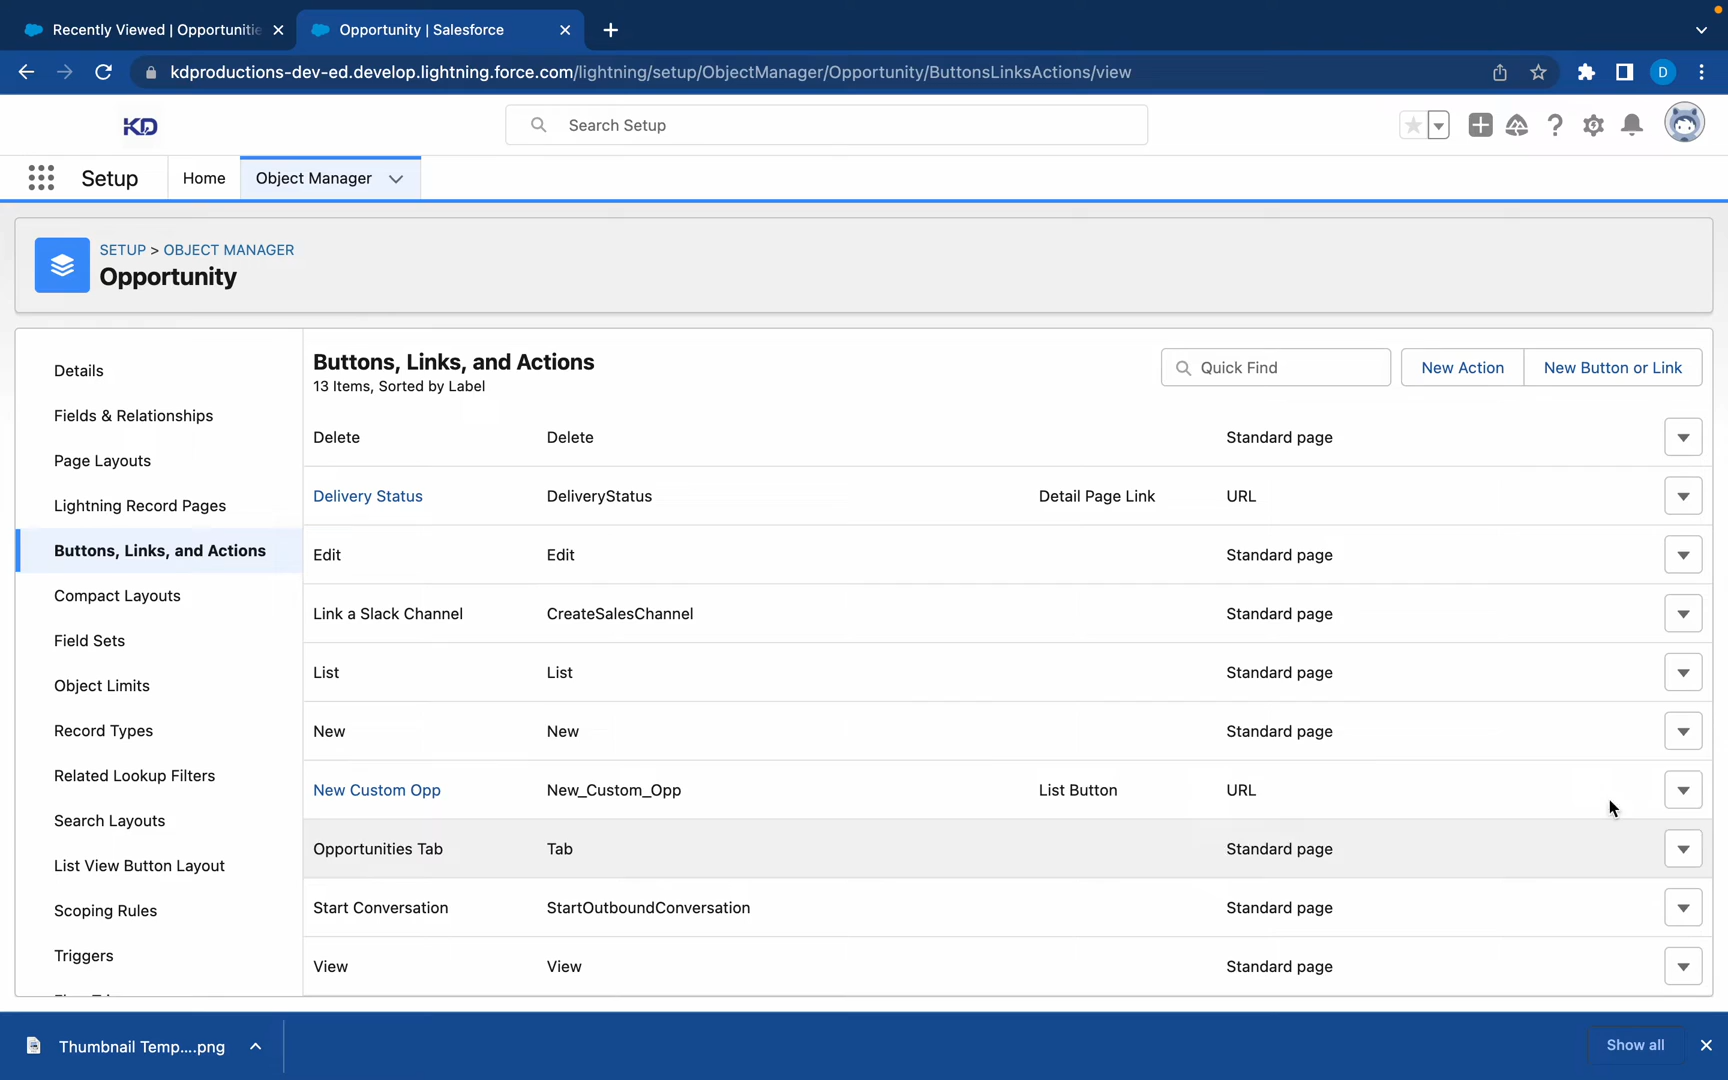 Recently Viewed | Opportunitie
Opportunity | Salesforce
kdproductions-dev-ed.develop.lightning.force.com/lightning/setup/ObjectManager/Opportunity/ButtonsLinksActions/view
D
KD
Search Setup
Setup
Home
Object Manager
SETUP > OBJECT MANAGER
Opportunity
Details
Fields & Relationships
Page Layouts
Lightning Record Pages
Buttons, Links, and Actions
Compact Layouts
Field Sets
Object Limits
Record Types
Related Lookup Filters
Search Layouts
List View Button Layout
Scoping Rules
Triggers
Buttons, Links, and Actions
13 Items, Sorted by Label
Quick Find
New Action
New Button or Link
Delete Delete Standard page
Delivery Status DeliveryStatus Detail Page Link URL
Edit Edit Standard page
Link a Slack Channel CreateSalesChannel Standard page
List List Standard page
New New Standard page
New Custom Opp New_Custom_Opp List Button URL
Opportunities Tab Tab Standard page
Start Conversation StartOutboundConversation Standard page
View View Standard page
Thumbnail Temp....png
Show all